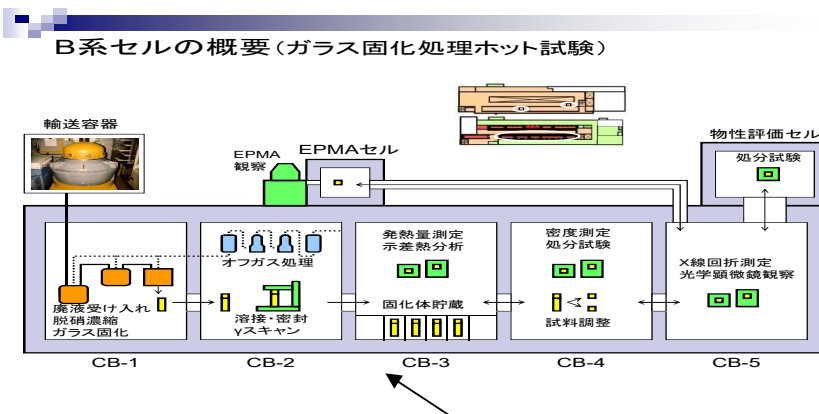 B系セルの概要(ガラス固化処理ホット試験)
輸送容器
EPMA
観察
EPMAセル
物性評価セル
処分試験
オフガス処理
発熱量測定
示差熱分析
密度測定
処分試験
X線回折測定
光学顕微鏡観察
廃液受け入れ
脱硝濃縮
ガラス固化
溶接・密封
γスキャン
固化体貯蔵
試料調整
CB-1
CB-2
CB-3
CB-4
CB-5